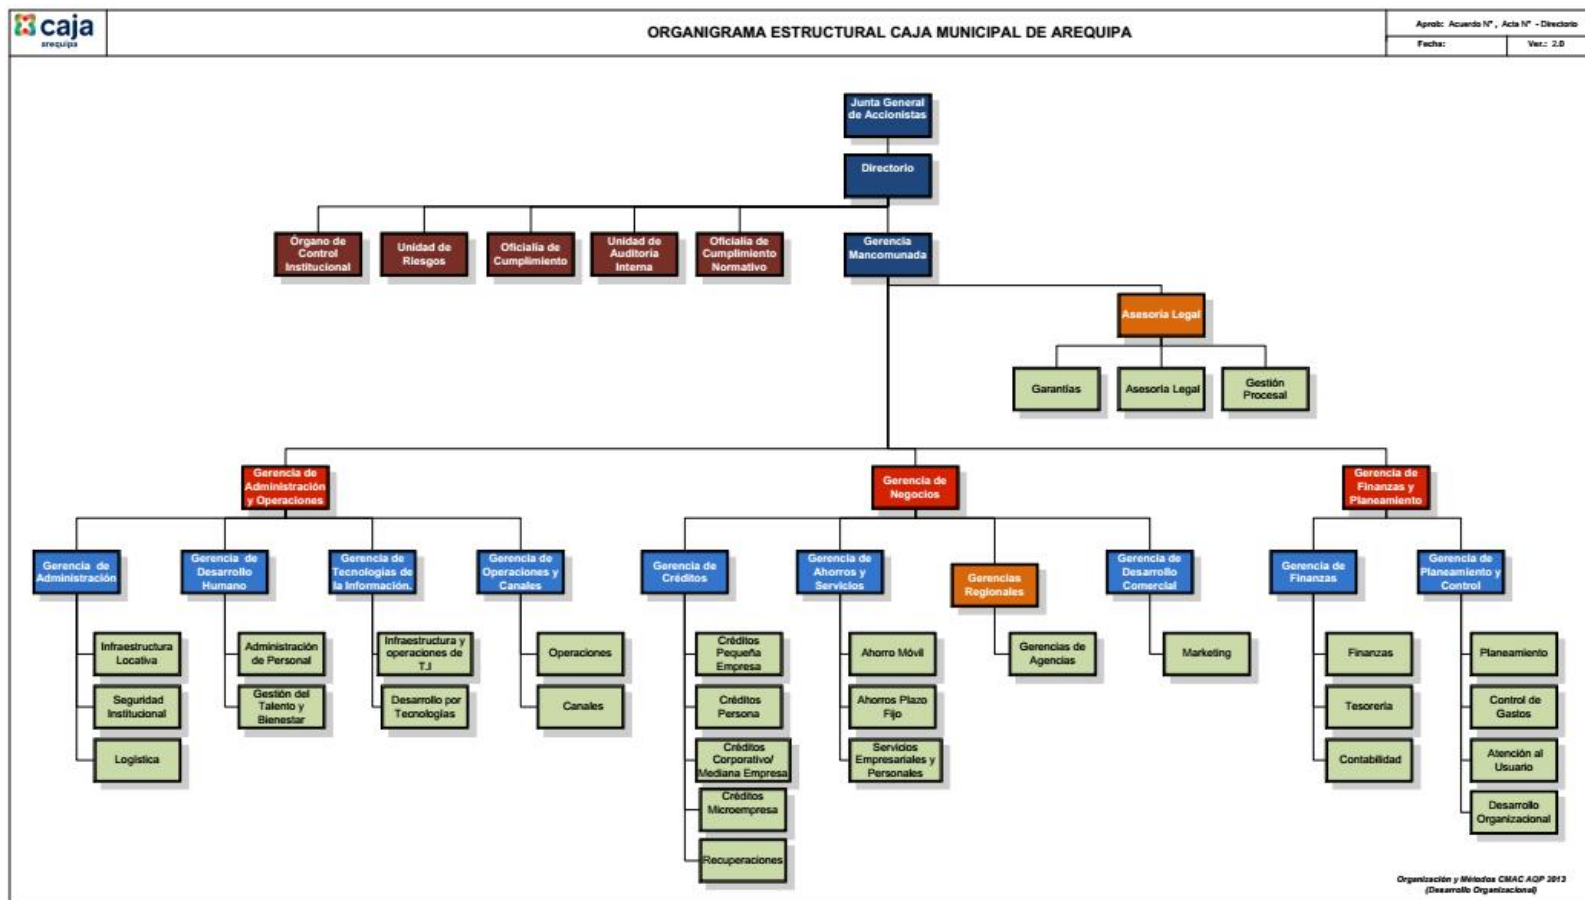 caja
arequipa
ORGANIGRAMA ESTRUCTURAL CAJA MUNICIPAL DE AREQUIPA
Aprob: Acuerdo N° , Acta N° - Directorio
Fecha:
Ver.: 2.0
Junta General
de Accionistas
Directorio
Órgano de
Control
Institucional
Unidad de
Riesgos
Oficialía de
Cumplimiento
Unidad de
Auditoría
Interna
Oficialía de
Cumplimiento
Normativo
Gerencia
Mancomunada
Asesoría Legal
Garantías
Asesoría Legal
Gestión
Procesal
Gerencia de
Administración
y Operaciones
Gerencia de
Negocios
Gerencia de
Finanzas y
Planeamiento
Gerencia de
Administración
Gerencia de
Desarrollo
Humano
Gerencia de
Tecnologías de
la Información.
Gerencia de
Operaciones y
Canales
Gerencia de
Créditos
Gerencia de
Ahorros y
Servicios
Gerencias
Regionales
Gerencia de
Desarrollo
Comercial
Gerencia de
Finanzas
Gerencia de
Planeamiento y
Control
Infraestructura
Locativa
Seguridad
Institucional
Logística
Administración
de Personal
Gestión del
Talento y
Bienestar
Infraestructura y
operaciones de
T.I
Desarrollo por
Tecnologías
Operaciones
Canales
Créditos
Pequeña
Empresa
Créditos
Persona
Créditos
Corporativo/
Mediana Empresa
Créditos
Microempresa
Recuperaciones
Ahorro Móvil
Ahorros Plazo
Fijo
Servicios
Empresariales y
Personales
Gerencias de
Agencias
Marketing
Finanzas
Tesorería
Contabilidad
Planeamiento
Control de
Gastos
Atención al
Usuario
Desarrollo
Organizacional
Organización y Métodos CMAC AQP 2013
(Desarrollo Organizacional)